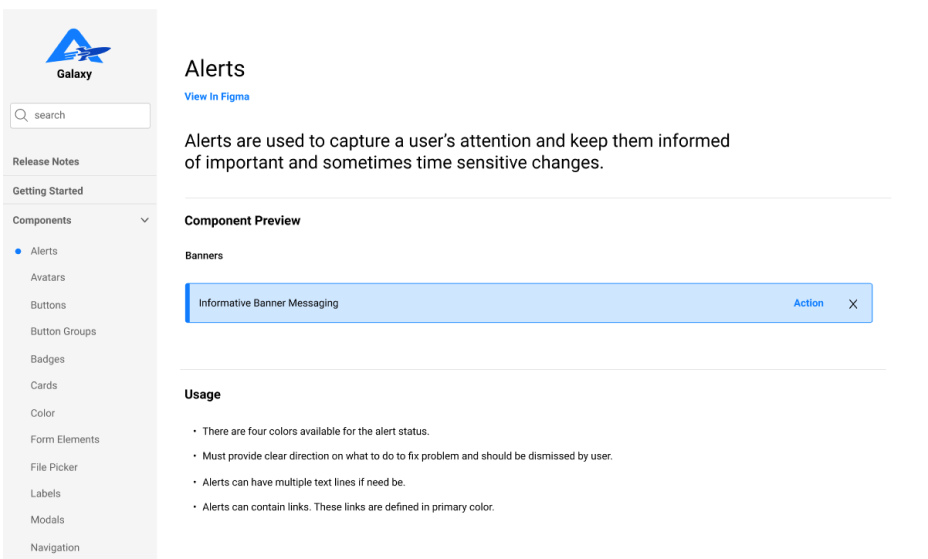 Galaxy
search
Release Notes
Getting Started
Components
Alerts
Avatars
Buttons
Button Groups
Badges
Cards
Color
Form Elements
File Picker
Labels
Modals
Navigation
Alerts
View In Figma
Alerts are used to capture a user’s attention and keep them informed
of important and sometimes time sensitive changes.
Component Preview
Banners
Informative Banner Messaging Action X
Usage
• There are four colors available for the alert status.
• Must provide clear direction on what to do to fix problem and should be dismissed by user.
• Alerts can have multiple text lines if need be.
• Alerts can contain links. These links are defined in primary color.